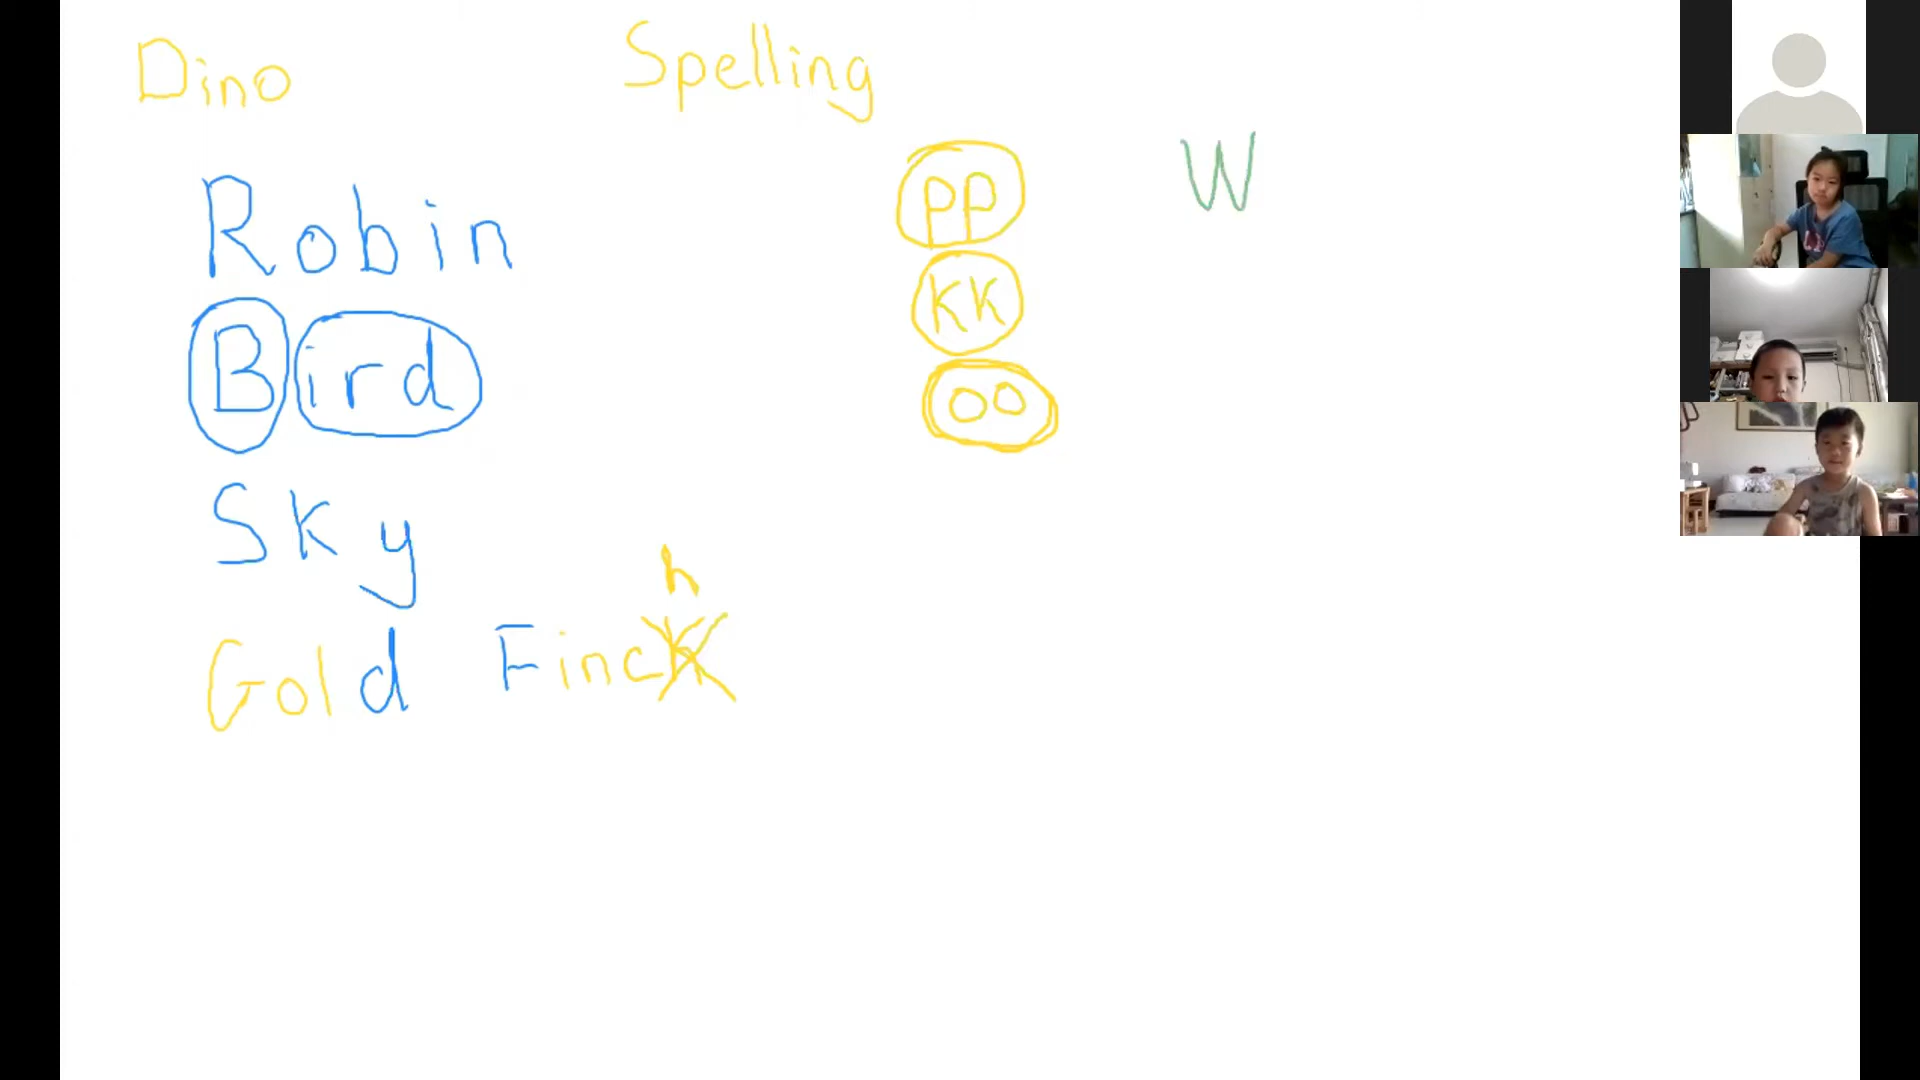 Dino Spelling
Robin
Bird
Sky
h
Gold Finck
pp
kk
oo
W